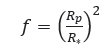 f = (R_p / R_*)^2